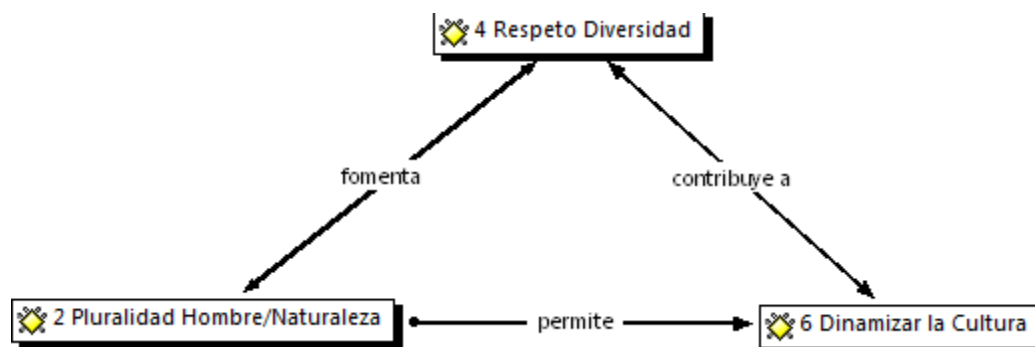 4 Respeto Diversidad
fomenta
contribuye a
2 Pluralidad Hombre/Naturaleza
permite
6 Dinamizar la Cultura